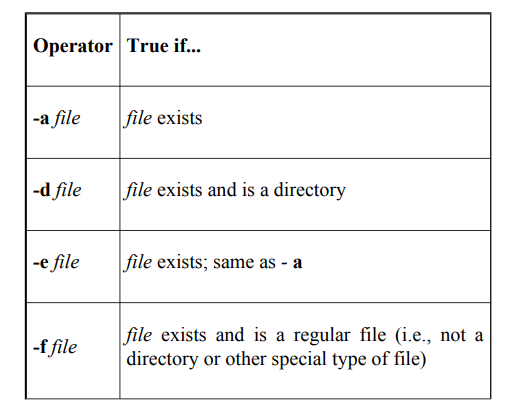 Operator True if...
-a file file exists
-d file file exists and is a directory
-e file file exists; same as - a
-f file file exists and is a regular file (i.e., not a
directory or other special type of file)